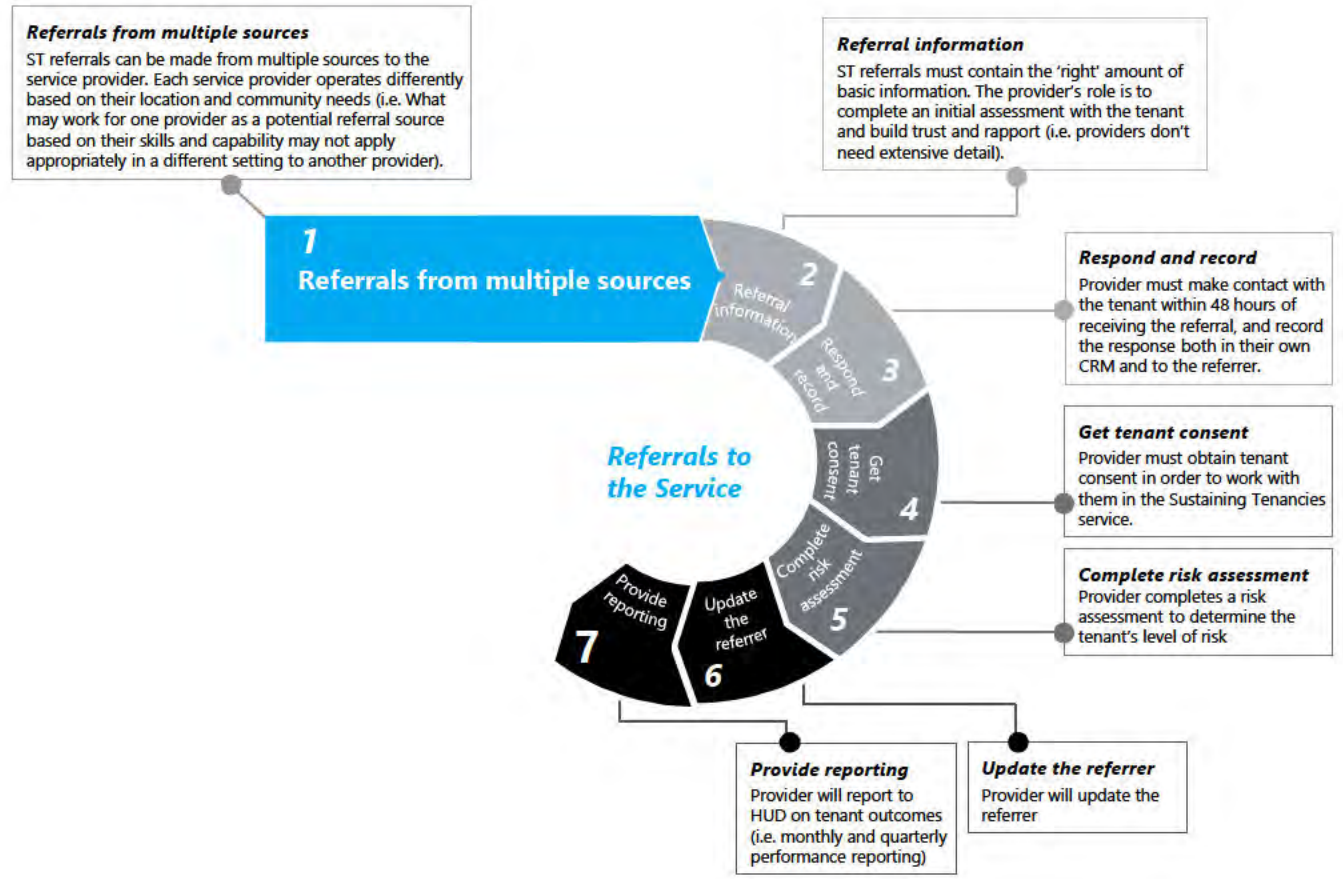 Referrals from multiple sources
ST referrals can be made from multiple sources to the
service provider. Each service provider operates differently
based on their location and community needs (i.e. What
may work for one provider as a potential referral source
based on their skills and capability may not apply
appropriately in a different setting to another provider).
Referral information
ST referrals must contain the ‘right’ amount of
basic information. The provider’s role is to
complete an initial assessment with the tenant
and build trust and rapport (i.e. providers don’t
need extensive detail).
1
Referrals from multiple sources
2
Referral
information
Respond and record
Provider must make contact with
the tenant within 48 hours of
receiving the referral, and record
the response both in their own
CRM and to the referrer.
3
Respond
and
record
Get tenant consent
Provider must obtain tenant
consent in order to work with
them in the Sustaining Tenancies
service.
4
Get
tenant
consent
Referrals to
the Service
Complete risk assessment
Provider completes a risk
assessment to determine the
tenant’s level of risk
5
Complete
risk
assessment
6
Update
the
referrer
7
Provide
reporting
Provide reporting
Provider will report to
HUD on tenant outcomes
(i.e. monthly and quarterly
performance reporting)
Update the referrer
Provider will update the
referrer